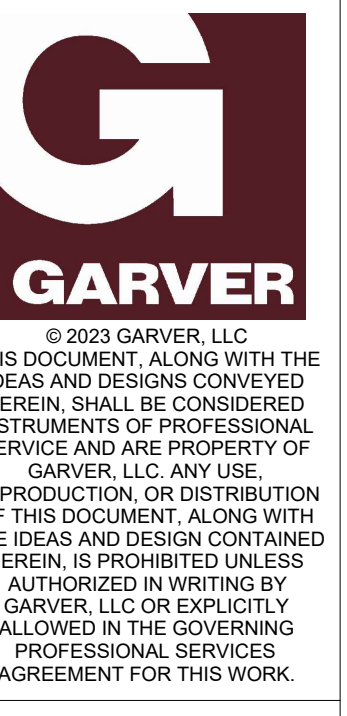 G
GARVER
© 2023 GARVER, LLC
IS DOCUMENT, ALONG WITH THE
DEAS AND DESIGNS CONVEYED
EREIN, SHALL BE CONSIDERED
STRUMENTS OF PROFESSIONAL
ERVICE AND ARE PROPERTY OF
GARVER, LLC. ANY USE,
PRODUCTION, OR DISTRIBUTION
F THIS DOCUMENT, ALONG WITH
E IDEAS AND DESIGN CONTAINED
EREIN, IS PROHIBITED UNLESS
AUTHORIZED IN WRITING BY
GARVER, LLC OR EXPLICITLY
ALLOWED IN THE GOVERNING
PROFESSIONAL SERVICES
AGREEMENT FOR THIS WORK.